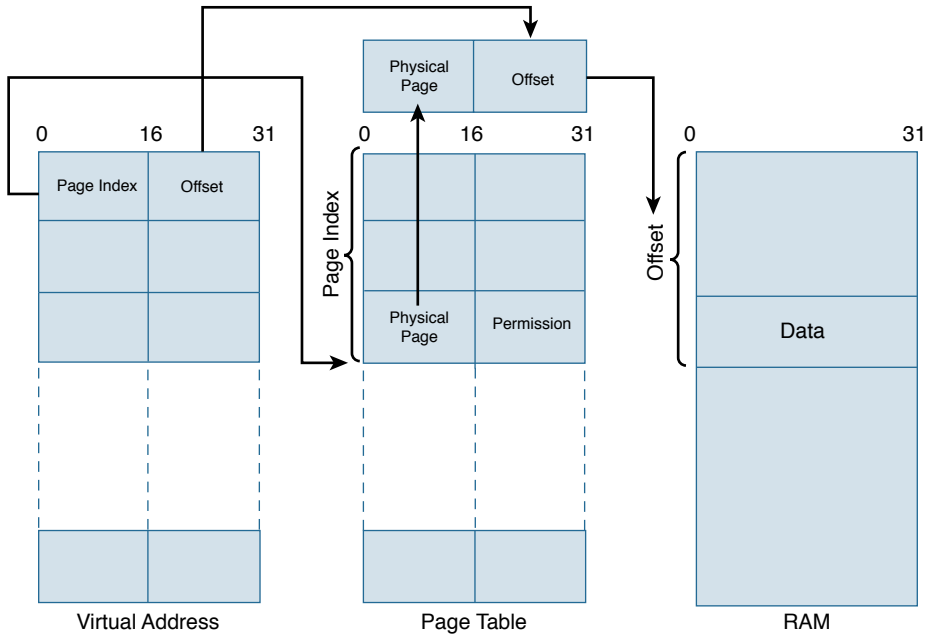 Physical
Page
Offset
0 16 31
0 16 31
0 31
Page Index
Offset
Page Index
Offset
Physical
Page
Permission
Data
Virtual Address
Page Table
RAM